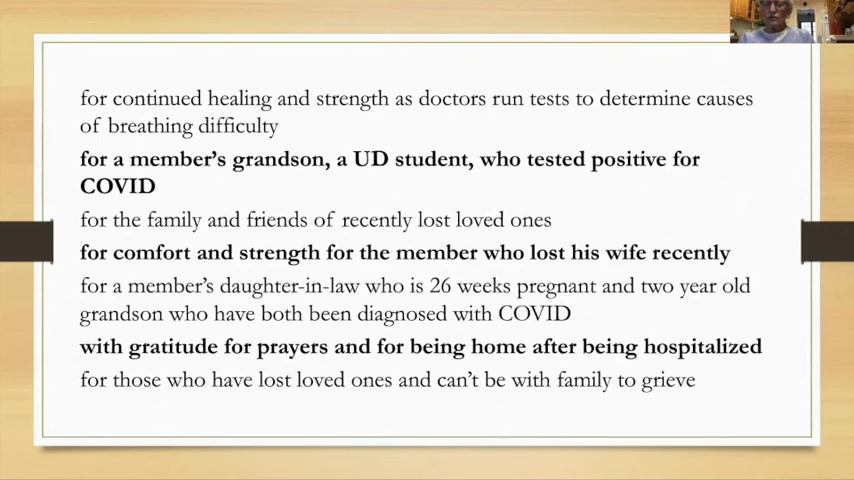 for continued healing and strength as doctors run tests to determine causes
of breathing difficulty
for a member's grandson, a UD student, who tested positive for
COVID
for the family and friends of recently lost loved ones
for comfort and strength for the member who lost his wife recently
for a member's daughter-in-law who is 26 weeks pregnant and two year old
grandson who have both been diagnosed with COVID
with gratitude for prayers and for being home after being hospitalized
for those who have lost loved ones and can't be with family to grieve